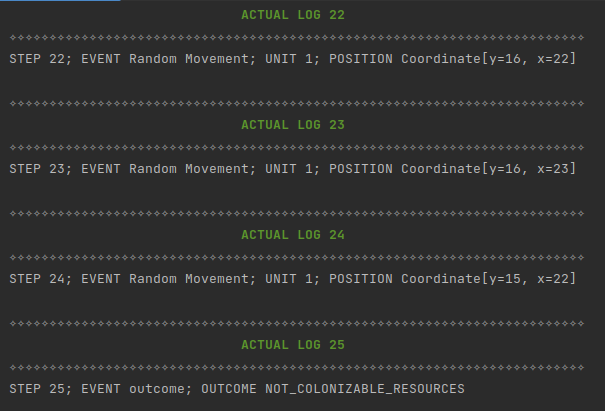 ACTUAL LOG 22
✧✧✧✧✧✧✧✧✧✧✧✧✧✧✧✧✧✧✧✧✧✧✧✧✧✧✧✧✧✧✧✧✧✧✧✧✧✧✧✧✧✧✧✧✧✧✧✧✧✧✧✧✧✧✧✧✧✧✧✧✧✧✧✧✧✧✧✧✧✧✧✧
STEP 22; EVENT Random Movement; UNIT 1; POSITION Coordinate[y=16, x=22]
✧✧✧✧✧✧✧✧✧✧✧✧✧✧✧✧✧✧✧✧✧✧✧✧✧✧✧✧✧✧✧✧✧✧✧✧✧✧✧✧✧✧✧✧✧✧✧✧✧✧✧✧✧✧✧✧✧✧✧✧✧✧✧✧✧✧✧✧✧✧✧✧
ACTUAL LOG 23
✧✧✧✧✧✧✧✧✧✧✧✧✧✧✧✧✧✧✧✧✧✧✧✧✧✧✧✧✧✧✧✧✧✧✧✧✧✧✧✧✧✧✧✧✧✧✧✧✧✧✧✧✧✧✧✧✧✧✧✧✧✧✧✧✧✧✧✧✧✧✧✧
STEP 23; EVENT Random Movement; UNIT 1; POSITION Coordinate[y=16, x=23]
✧✧✧✧✧✧✧✧✧✧✧✧✧✧✧✧✧✧✧✧✧✧✧✧✧✧✧✧✧✧✧✧✧✧✧✧✧✧✧✧✧✧✧✧✧✧✧✧✧✧✧✧✧✧✧✧✧✧✧✧✧✧✧✧✧✧✧✧✧✧✧✧
ACTUAL LOG 24
✧✧✧✧✧✧✧✧✧✧✧✧✧✧✧✧✧✧✧✧✧✧✧✧✧✧✧✧✧✧✧✧✧✧✧✧✧✧✧✧✧✧✧✧✧✧✧✧✧✧✧✧✧✧✧✧✧✧✧✧✧✧✧✧✧✧✧✧✧✧✧✧
STEP 24; EVENT Random Movement; UNIT 1; POSITION Coordinate[y=15, x=22]
✧✧✧✧✧✧✧✧✧✧✧✧✧✧✧✧✧✧✧✧✧✧✧✧✧✧✧✧✧✧✧✧✧✧✧✧✧✧✧✧✧✧✧✧✧✧✧✧✧✧✧✧✧✧✧✧✧✧✧✧✧✧✧✧✧✧✧✧✧✧✧✧
ACTUAL LOG 25
✧✧✧✧✧✧✧✧✧✧✧✧✧✧✧✧✧✧✧✧✧✧✧✧✧✧✧✧✧✧✧✧✧✧✧✧✧✧✧✧✧✧✧✧✧✧✧✧✧✧✧✧✧✧✧✧✧✧✧✧✧✧✧✧✧✧✧✧✧✧✧✧
STEP 25; EVENT outcome; OUTCOME NOT_COLONIZABLE_RESOURCES